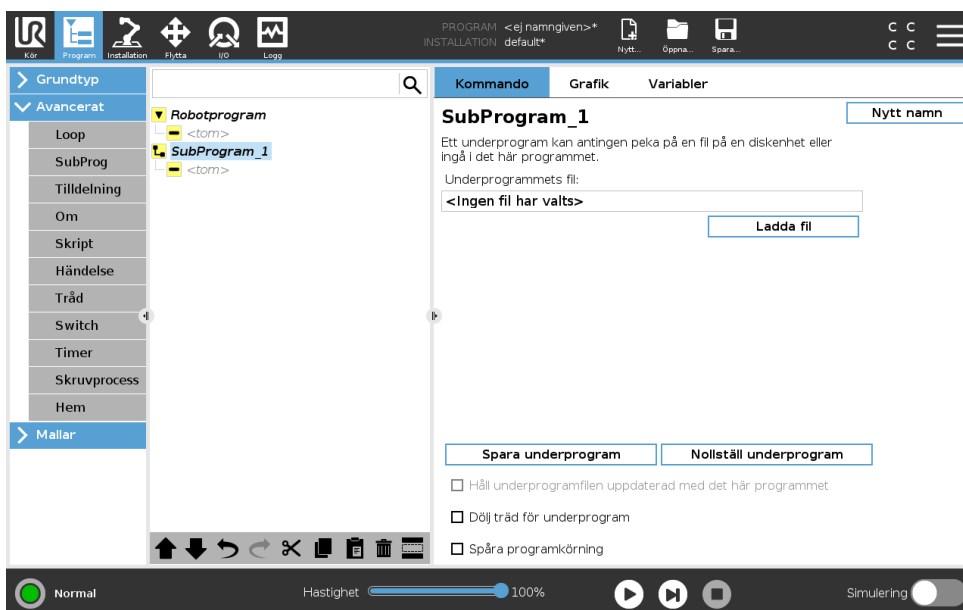 UR
PROGRAM <ej namngiven>*
INSTALLATION default*
Kör Program Installation Flytta I/O Logg Nytt... Öppna... Spara...
C C
C C
Grundtyp
Avancerat
Loop
SubProg
Tilldelning
Om
Skript
Händelse
Tråd
Switch
Timer
Skruvprocess
Hem
Mallar
Robotprogram
<tom>
SubProgram_1
<tom>
Kommando Grafik Variabler
SubProgram_1
Nytt namn
Ett underprogram kan antingen peka på en fil på en diskenhet eller
ingå i det här programmet.
Underprogrammets fil:
<Ingen fil har valts>
Ladda fil
Spara underprogram Nollställ underprogram
Håll underprogramfilen uppdaterad med det här programmet
Dölj träd för underprogram
Spåra programkörning
Normal Hastighet 100% Simulering